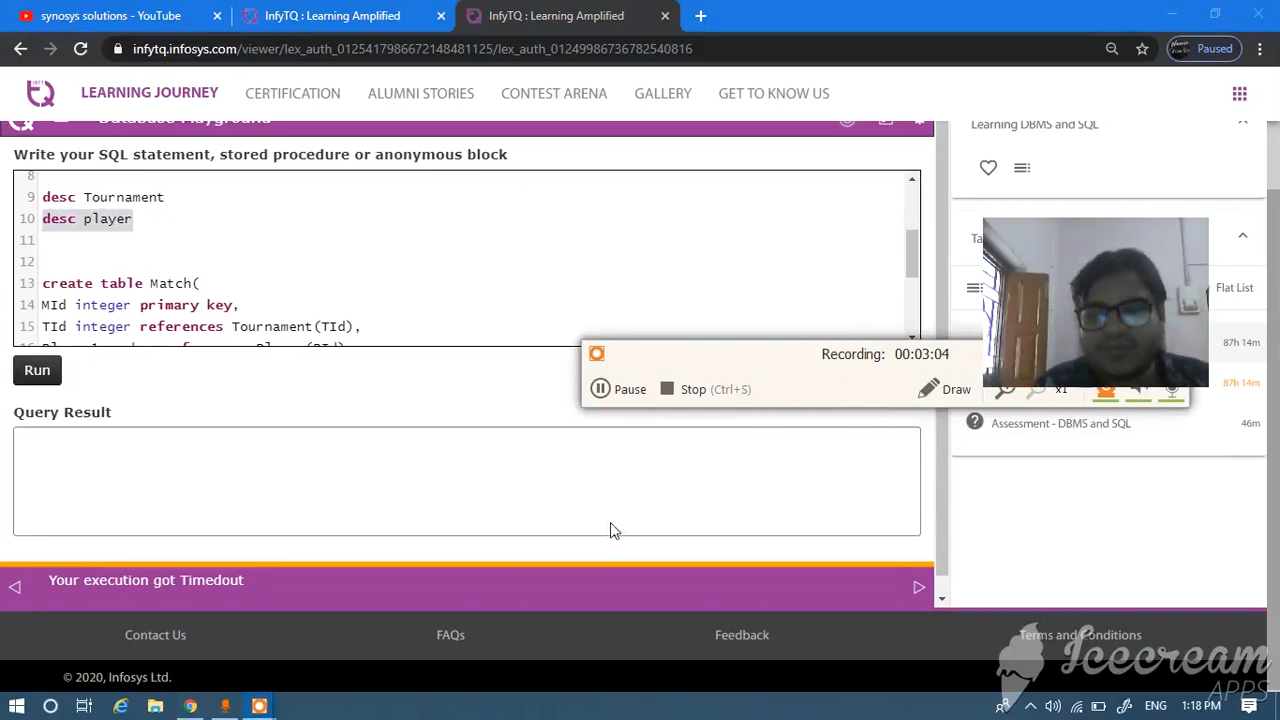 synosys solutions - YouTube
InfyTQ : Learning Amplified
InfyTQ : Learning Amplified
infytq.infosys.com/viewer/lex_auth_012541798667214848​1125/lex_auth_01249986736782540816
Paused
LEARNING JOURNEY
CERTIFICATION
ALUMNI STORIES
CONTEST ARENA
GALLERY
GET TO KNOW US
Learning DBMS and SQL
Write your SQL statement, stored procedure or anonymous block
8
9 desc Tournament
10 desc player
11
12
13 create table Match(
14 MId integer primary key,
15 TId integer references Tournament(TId),
Flat List
87h 14m
87h 14m
Assessment - DBMS and SQL
46m
Recording: 00:03:04
Pause
Stop (Ctrl+S)
Draw
x1
Run
Query Result
Your execution got Timedout
Contact Us
FAQs
Feedback
Terms and Conditions
© 2020, Infosys Ltd.
Icecream
APPS
ENG
1:18 PM